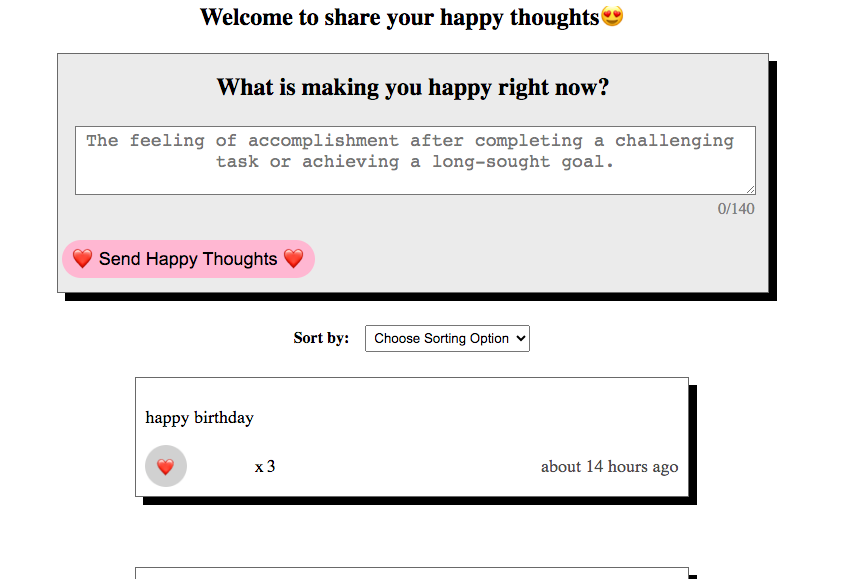 Welcome to share your happy thoughts😍
What is making you happy right now?
The feeling of accomplishment after completing a challenging
task or achieving a long-sought goal.
0/140
❤️ Send Happy Thoughts ❤️
Sort by: Choose Sorting Option
happy birthday
❤️ x 3 about 14 hours ago